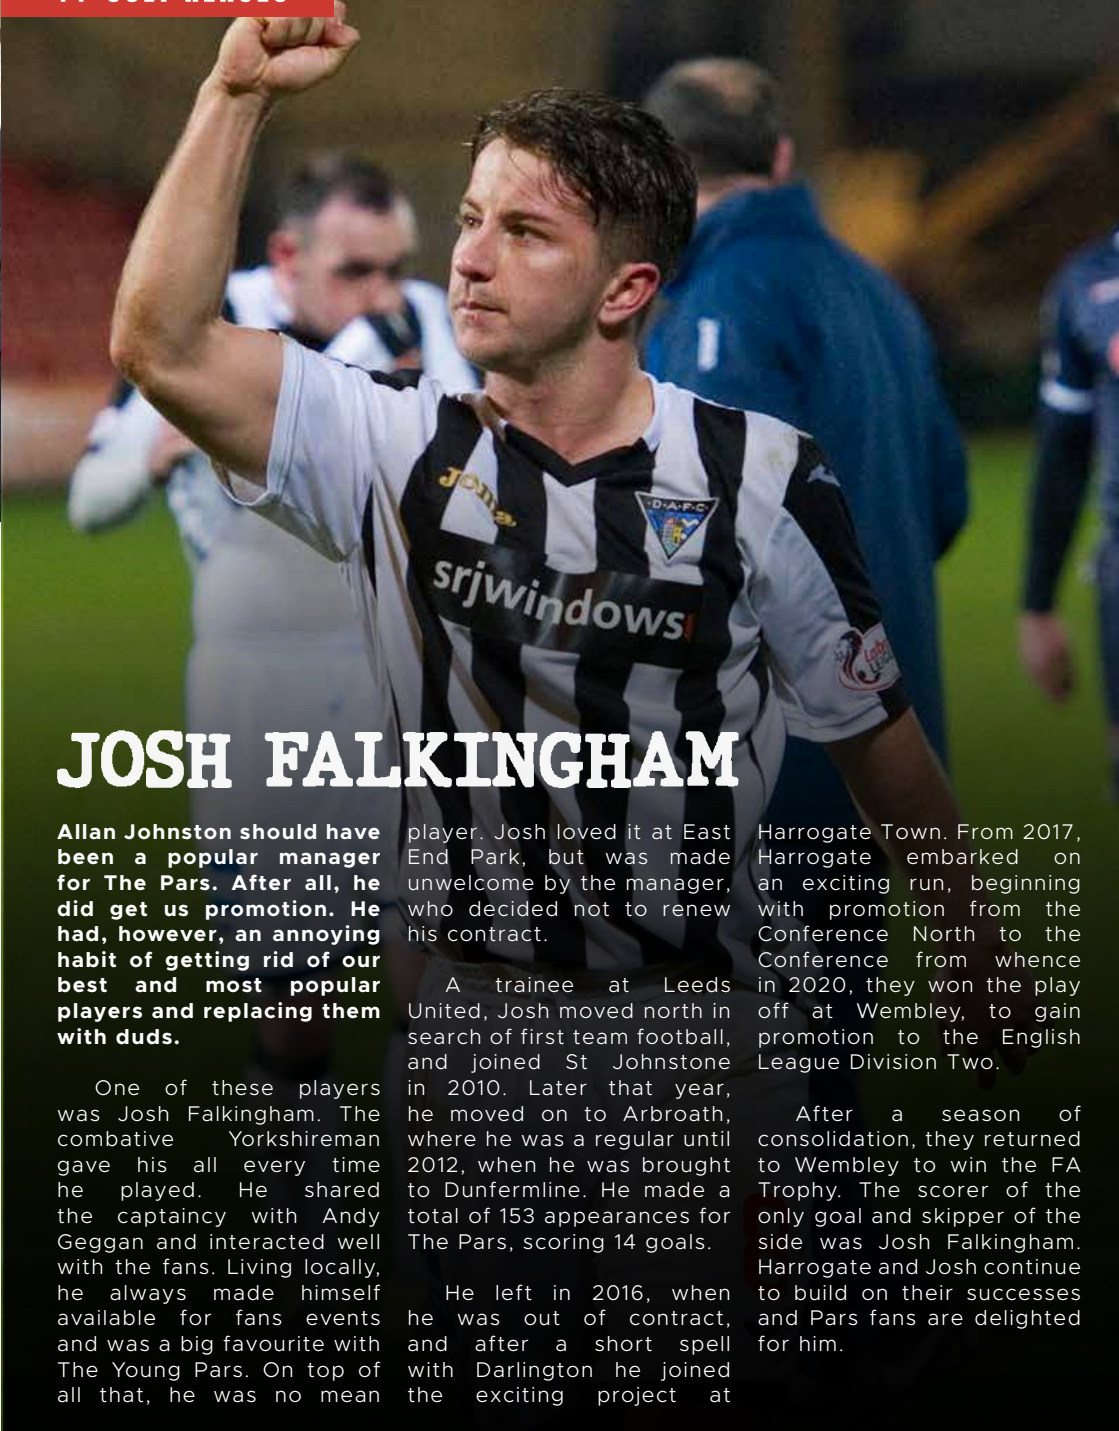 JOMA
D·A·F·C
srjwindows
JOSH FALKINGHAM
Allan Johnston should have
been a popular manager
for The Pars. After all, he
did get us promotion. He
had, however, an annoying
habit of getting rid of our
best and most popular
players and replacing them
with duds.
One of these players
was Josh Falkingham. The
combative Yorkshireman
gave his all every time
he played. He shared
the captaincy with Andy
Geggan and interacted well
with the fans. Living locally,
he always made himself
available for fans events
and was a big favourite with
The Young Pars. On top of
all that, he was no mean
player. Josh loved it at East
End Park, but was made
unwelcome by the manager,
who decided not to renew
his contract.
A trainee at Leeds
United, Josh moved north in
search of first team football,
and joined St Johnstone
in 2010. Later that year,
he moved on to Arbroath,
where he was a regular until
2012, when he was brought
to Dunfermline. He made a
total of 153 appearances for
The Pars, scoring 14 goals.
He left in 2016, when
he was out of contract,
and after a short spell
with Darlington he joined
the exciting project at
Harrogate Town. From 2017,
Harrogate embarked on
an exciting run, beginning
with promotion from the
Conference North to the
Conference from whence
in 2020, they won the play
off at Wembley, to gain
promotion to the English
League Division Two.
After a season of
consolidation, they returned
to Wembley to win the FA
Trophy. The scorer of the
only goal and skipper of the
side was Josh Falkingham.
Harrogate and Josh continue
to build on their successes
and Pars fans are delighted
for him.